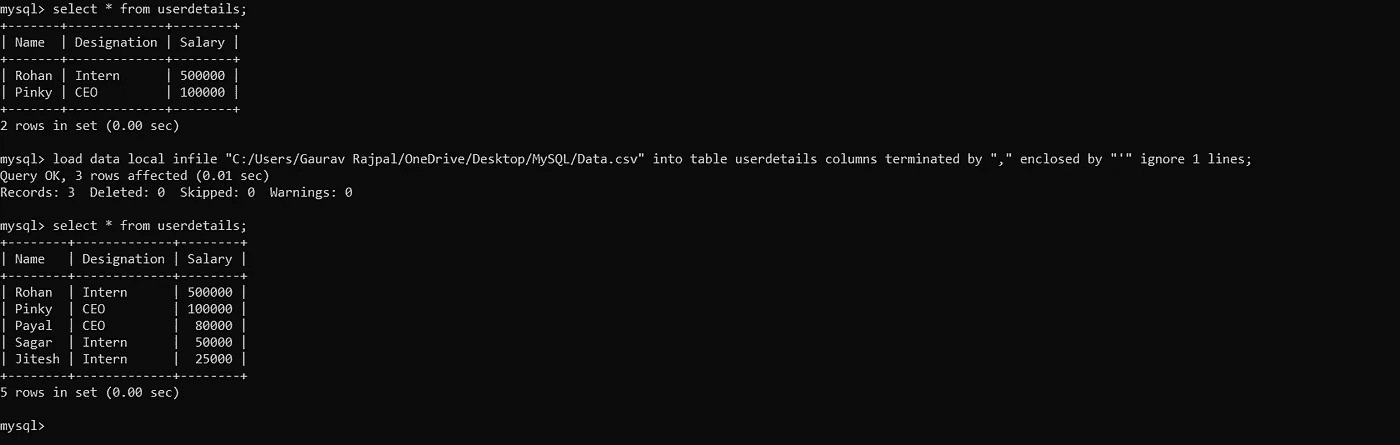 mysql> select * from userdetails;
+-------+-------------+--------+
| Name  | Designation | Salary |
+-------+-------------+--------+
| Rohan | Intern      | 500000 |
| Pinky | CEO         | 100000 |
+-------+-------------+--------+
2 rows in set (0.00 sec)
mysql> load data local infile "C:/Users/Gaurav Rajpal/OneDrive/Desktop/MySQL/Data.csv" into table userdetails columns terminated by "," enclosed by "'" ignore 1 lines;
Query OK, 3 rows affected (0.01 sec)
Records: 3  Deleted: 0  Skipped: 0  Warnings: 0
mysql> select * from userdetails;
+--------+-------------+--------+
| Name   | Designation | Salary |
+--------+-------------+--------+
| Rohan  | Intern      | 500000 |
| Pinky  | CEO         | 100000 |
| Payal  | CEO         |  80000 |
| Sagar  | Intern      |  50000 |
| Jitesh | Intern      |  25000 |
+--------+-------------+--------+
5 rows in set (0.00 sec)
mysql>